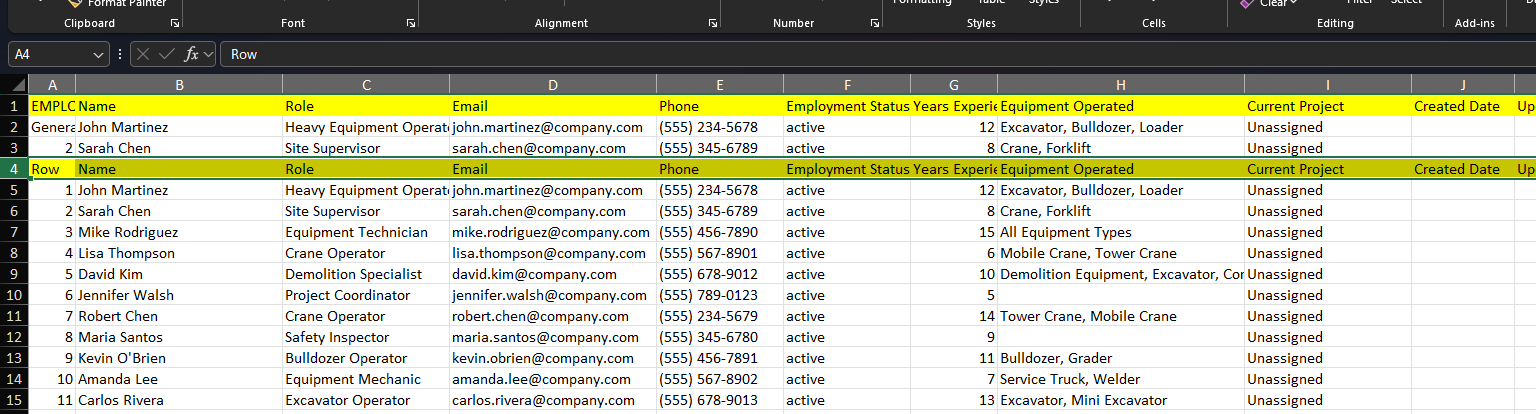 Format Painter
Clipboard Font Alignment Number Styles Cells Editing Add-ins
Formatting Table Styles Clear Filter Select
A4 fx Row
A B C D E F G H I J
1 EMPLC Name Role Email Phone Employment Status Years Experie Equipment Operated Current Project Created Date Up
2 Genera John Martinez Heavy Equipment Operat john.martinez@company.com (555) 234-5678 active 12 Excavator, Bulldozer, Loader Unassigned
3 2 Sarah Chen Site Supervisor sarah.chen@company.com (555) 345-6789 active 8 Crane, Forklift Unassigned
4 Row Name Role Email Phone Employment Status Years Experie Equipment Operated Current Project Created Date Up
5 1 John Martinez Heavy Equipment Operat john.martinez@company.com (555) 234-5678 active 12 Excavator, Bulldozer, Loader Unassigned
6 2 Sarah Chen Site Supervisor sarah.chen@company.com (555) 345-6789 active 8 Crane, Forklift Unassigned
7 3 Mike Rodriguez Equipment Technician mike.rodriguez@company.com (555) 456-7890 active 15 All Equipment Types Unassigned
8 4 Lisa Thompson Crane Operator lisa.thompson@company.com (555) 567-8901 active 6 Mobile Crane, Tower Crane Unassigned
9 5 David Kim Demolition Specialist david.kim@company.com (555) 678-9012 active 10 Demolition Equipment, Excavator, Cor Unassigned
10 6 Jennifer Walsh Project Coordinator jennifer.walsh@company.com (555) 789-0123 active 5 Unassigned
11 7 Robert Chen Crane Operator robert.chen@company.com (555) 234-5679 active 14 Tower Crane, Mobile Crane Unassigned
12 8 Maria Santos Safety Inspector maria.santos@company.com (555) 345-6780 active 9 Unassigned
13 9 Kevin O'Brien Bulldozer Operator kevin.obrien@company.com (555) 456-7891 active 11 Bulldozer, Grader Unassigned
14 10 Amanda Lee Equipment Mechanic amanda.lee@company.com (555) 567-8902 active 7 Service Truck, Welder Unassigned
15 11 Carlos Rivera Excavator Operator carlos.rivera@company.com (555) 678-9013 active 13 Excavator, Mini Excavator Unassigned